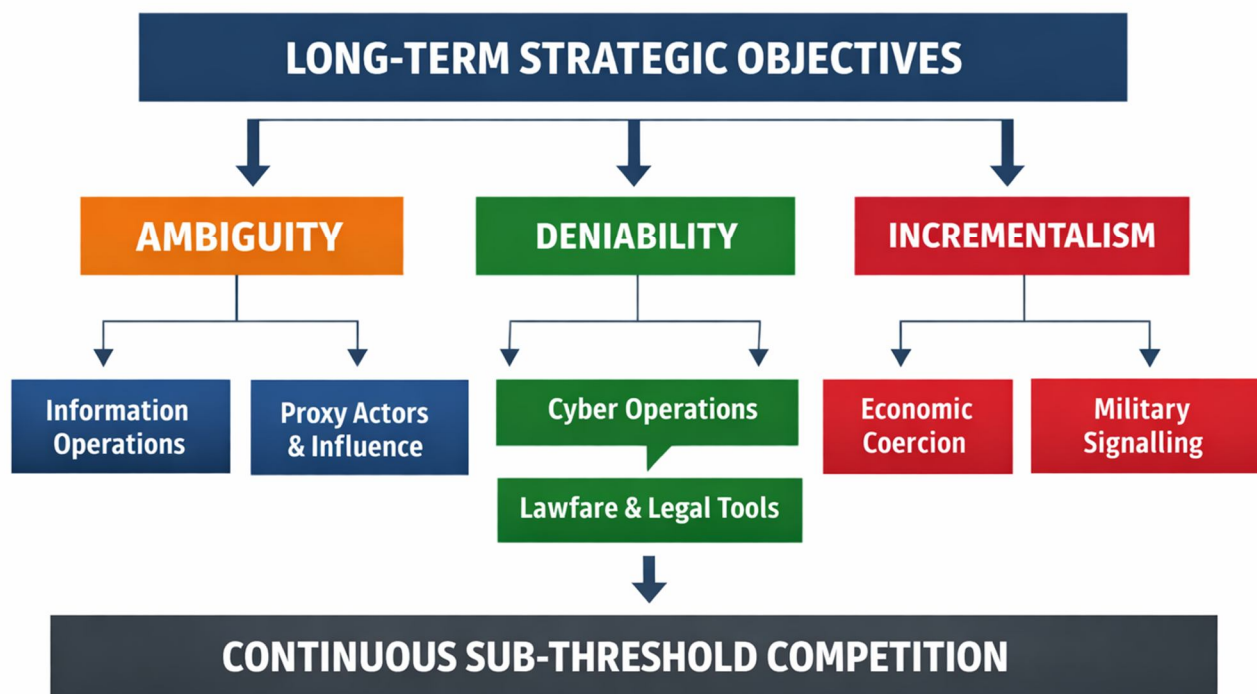 LONG-TERM STRATEGIC OBJECTIVES
AMBIGUITY
DENIABILITY
INCREMENTALISM
Information
Operations
Proxy Actors
& Influence
Cyber Operations
Lawfare & Legal Tools
Economic
Coercion
Military
Signalling
CONTINUOUS SUB-THRESHOLD COMPETITION